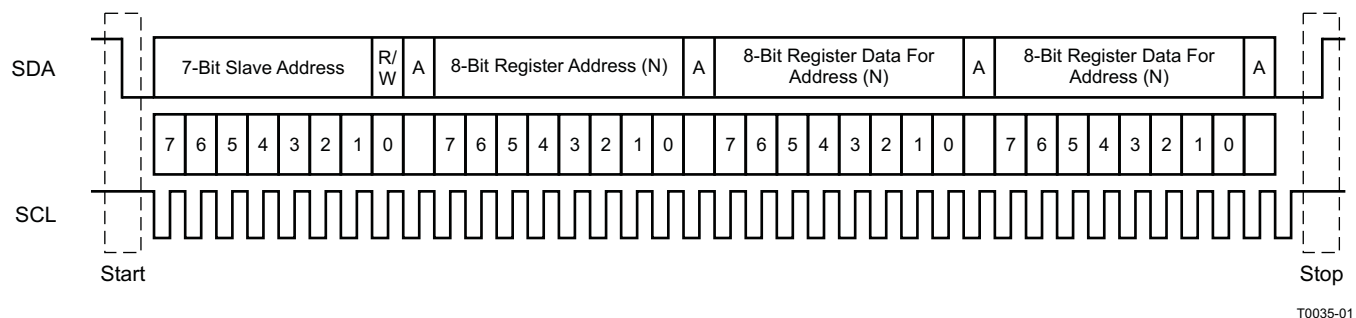 SDA
7-Bit Slave Address
R/
W
A
8-Bit Register Address (N)
A
8-Bit Register Data For
Address (N)
A
8-Bit Register Data For
Address (N)
A
7 6 5 4 3 2 1 0 7 6 5 4 3 2 1 0 7 6 5 4 3 2 1 0 7 6 5 4 3 2 1 0
SCL
Start
Stop
T0035-01